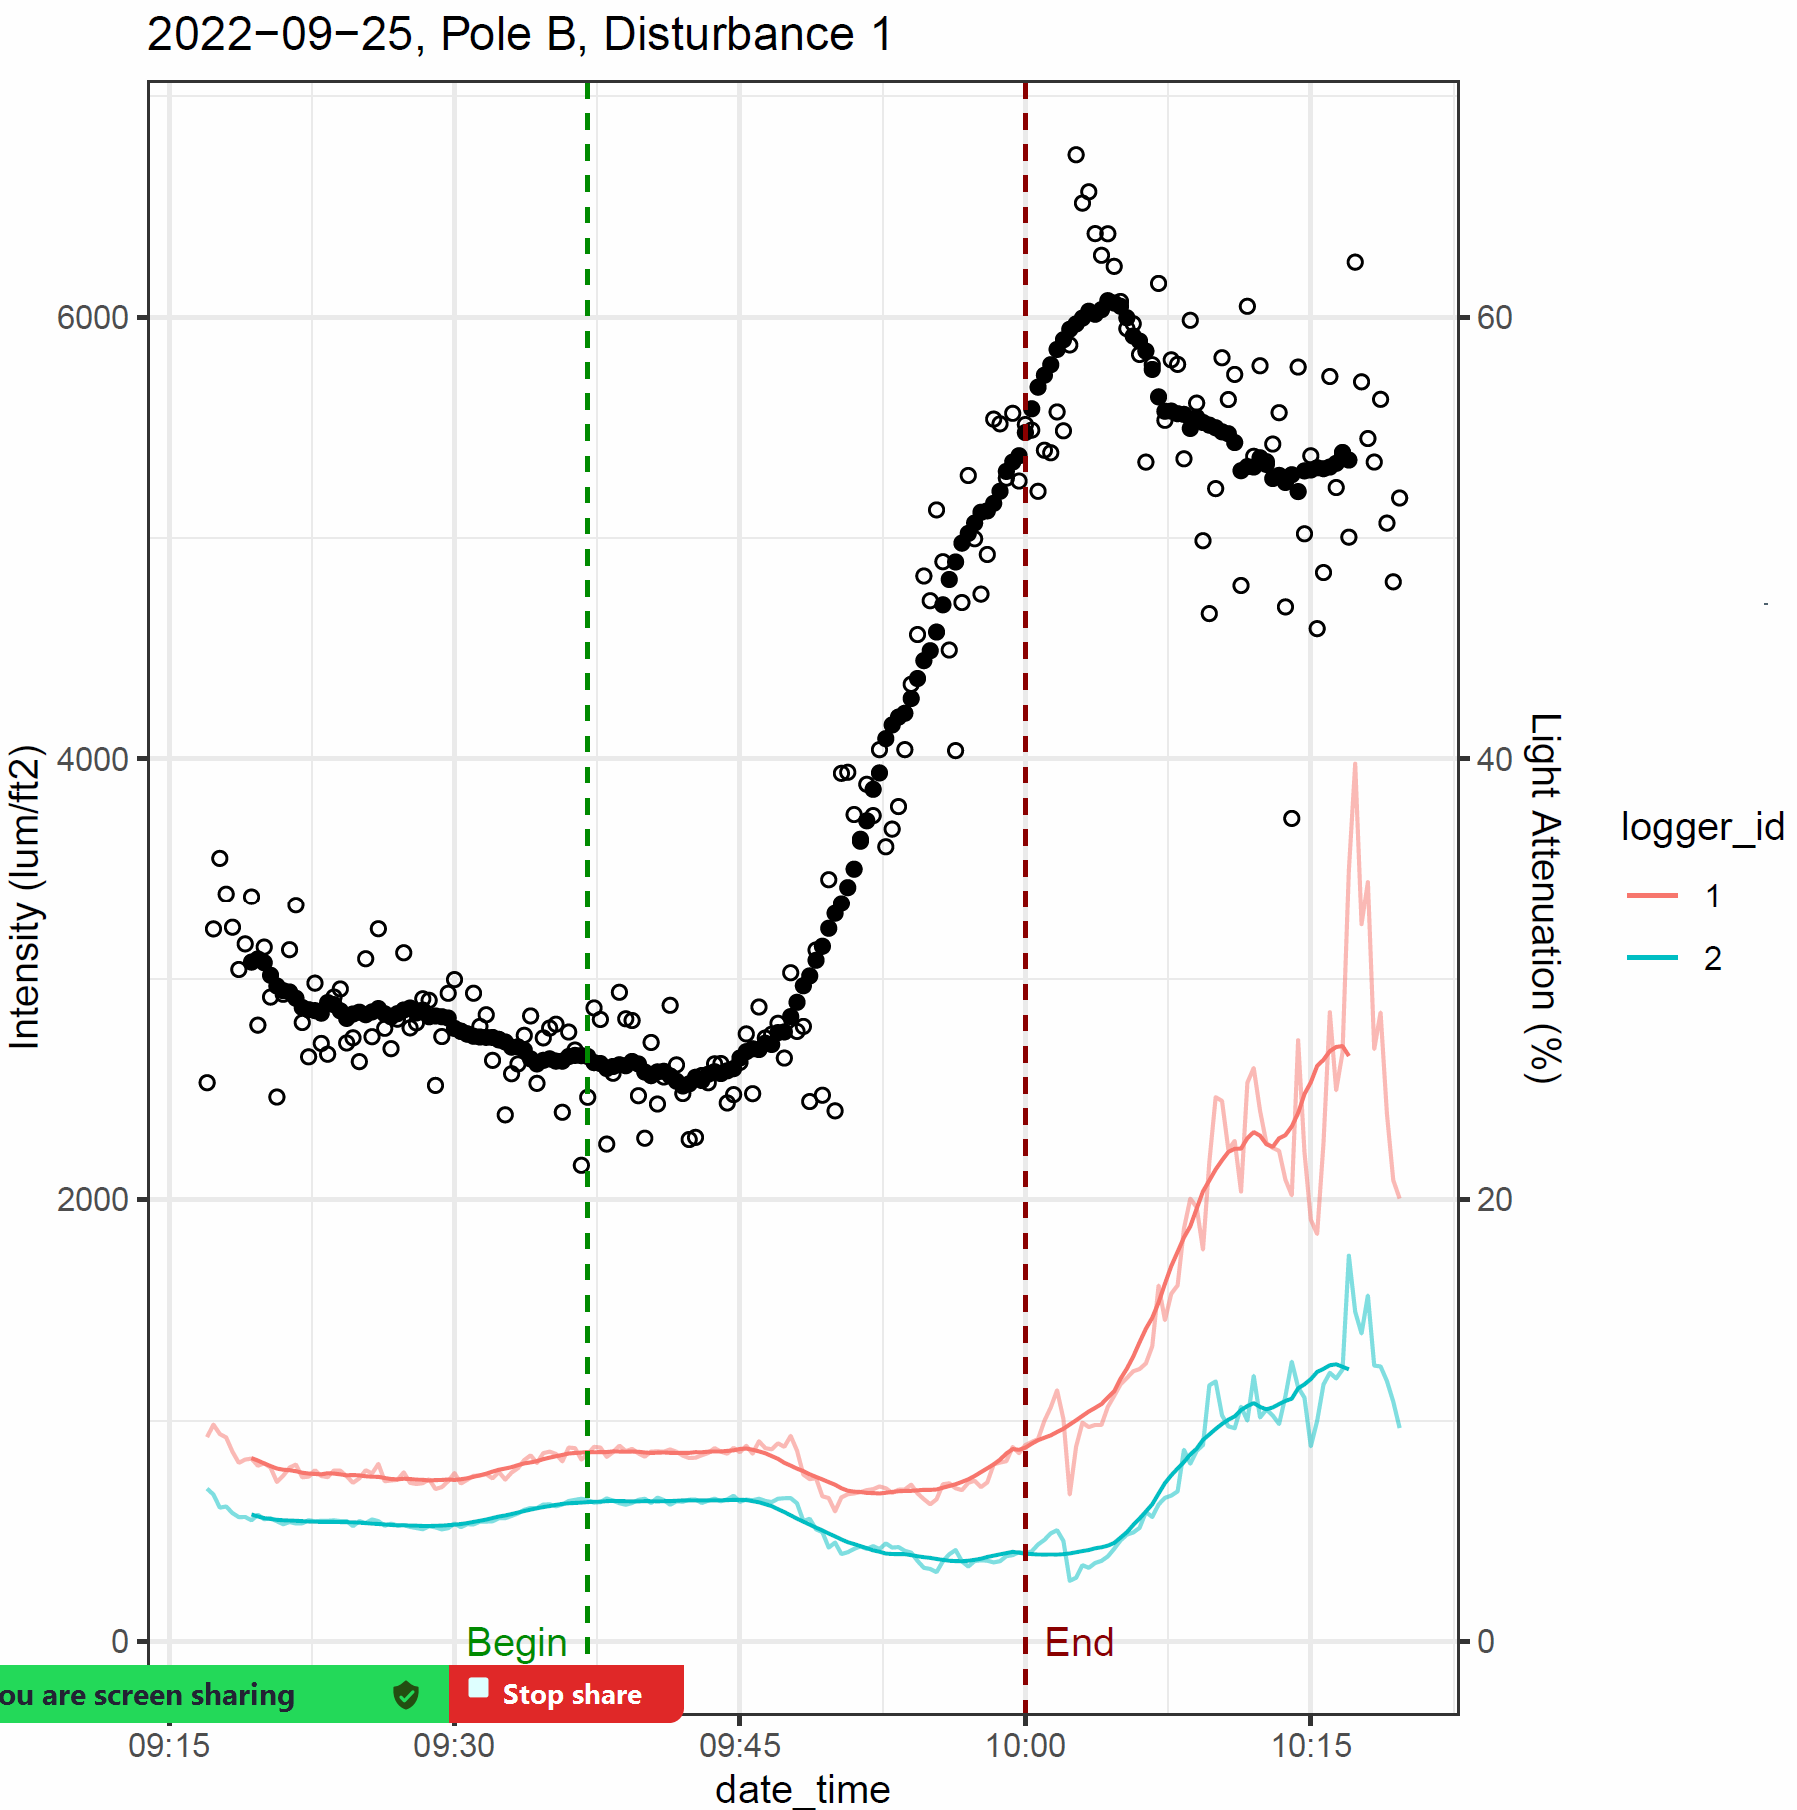 2022−09−25, Pole B, Disturbance 1
Intensity (lum/ft2)
6000
4000
2000
0
60
40
20
0
Light Attenuation (%)
logger_id
1
2
Begin
End
ou are screen sharing
Stop share
09:15
09:30
09:45
10:00
10:15
date_time